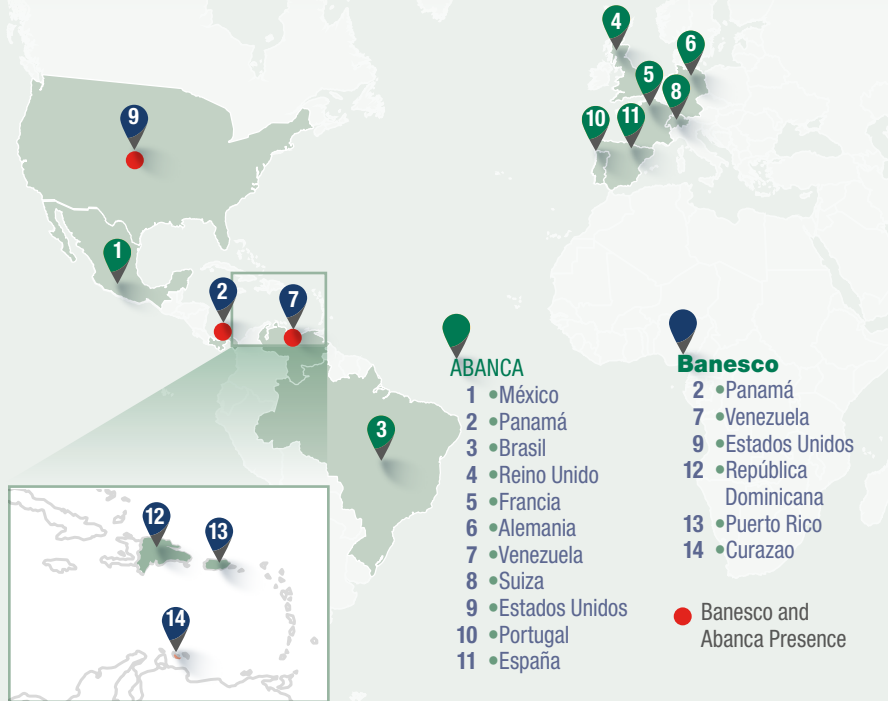 4
6
5
8
9
10
11
1
2
7
3
ABANCA
1 •México
2 •Panamá
3 •Brasil
4 •Reino Unido
5 •Francia
6 •Alemania
7 •Venezuela
8 •Suiza
9 •Estados Unidos
10 •Portugal
11 •España
Banesco
2 •Panamá
7 •Venezuela
9 •Estados Unidos
12 •República
Dominicana
13 •Puerto Rico
14 •Curazao
Banesco and
Abanca Presence
12
13
14